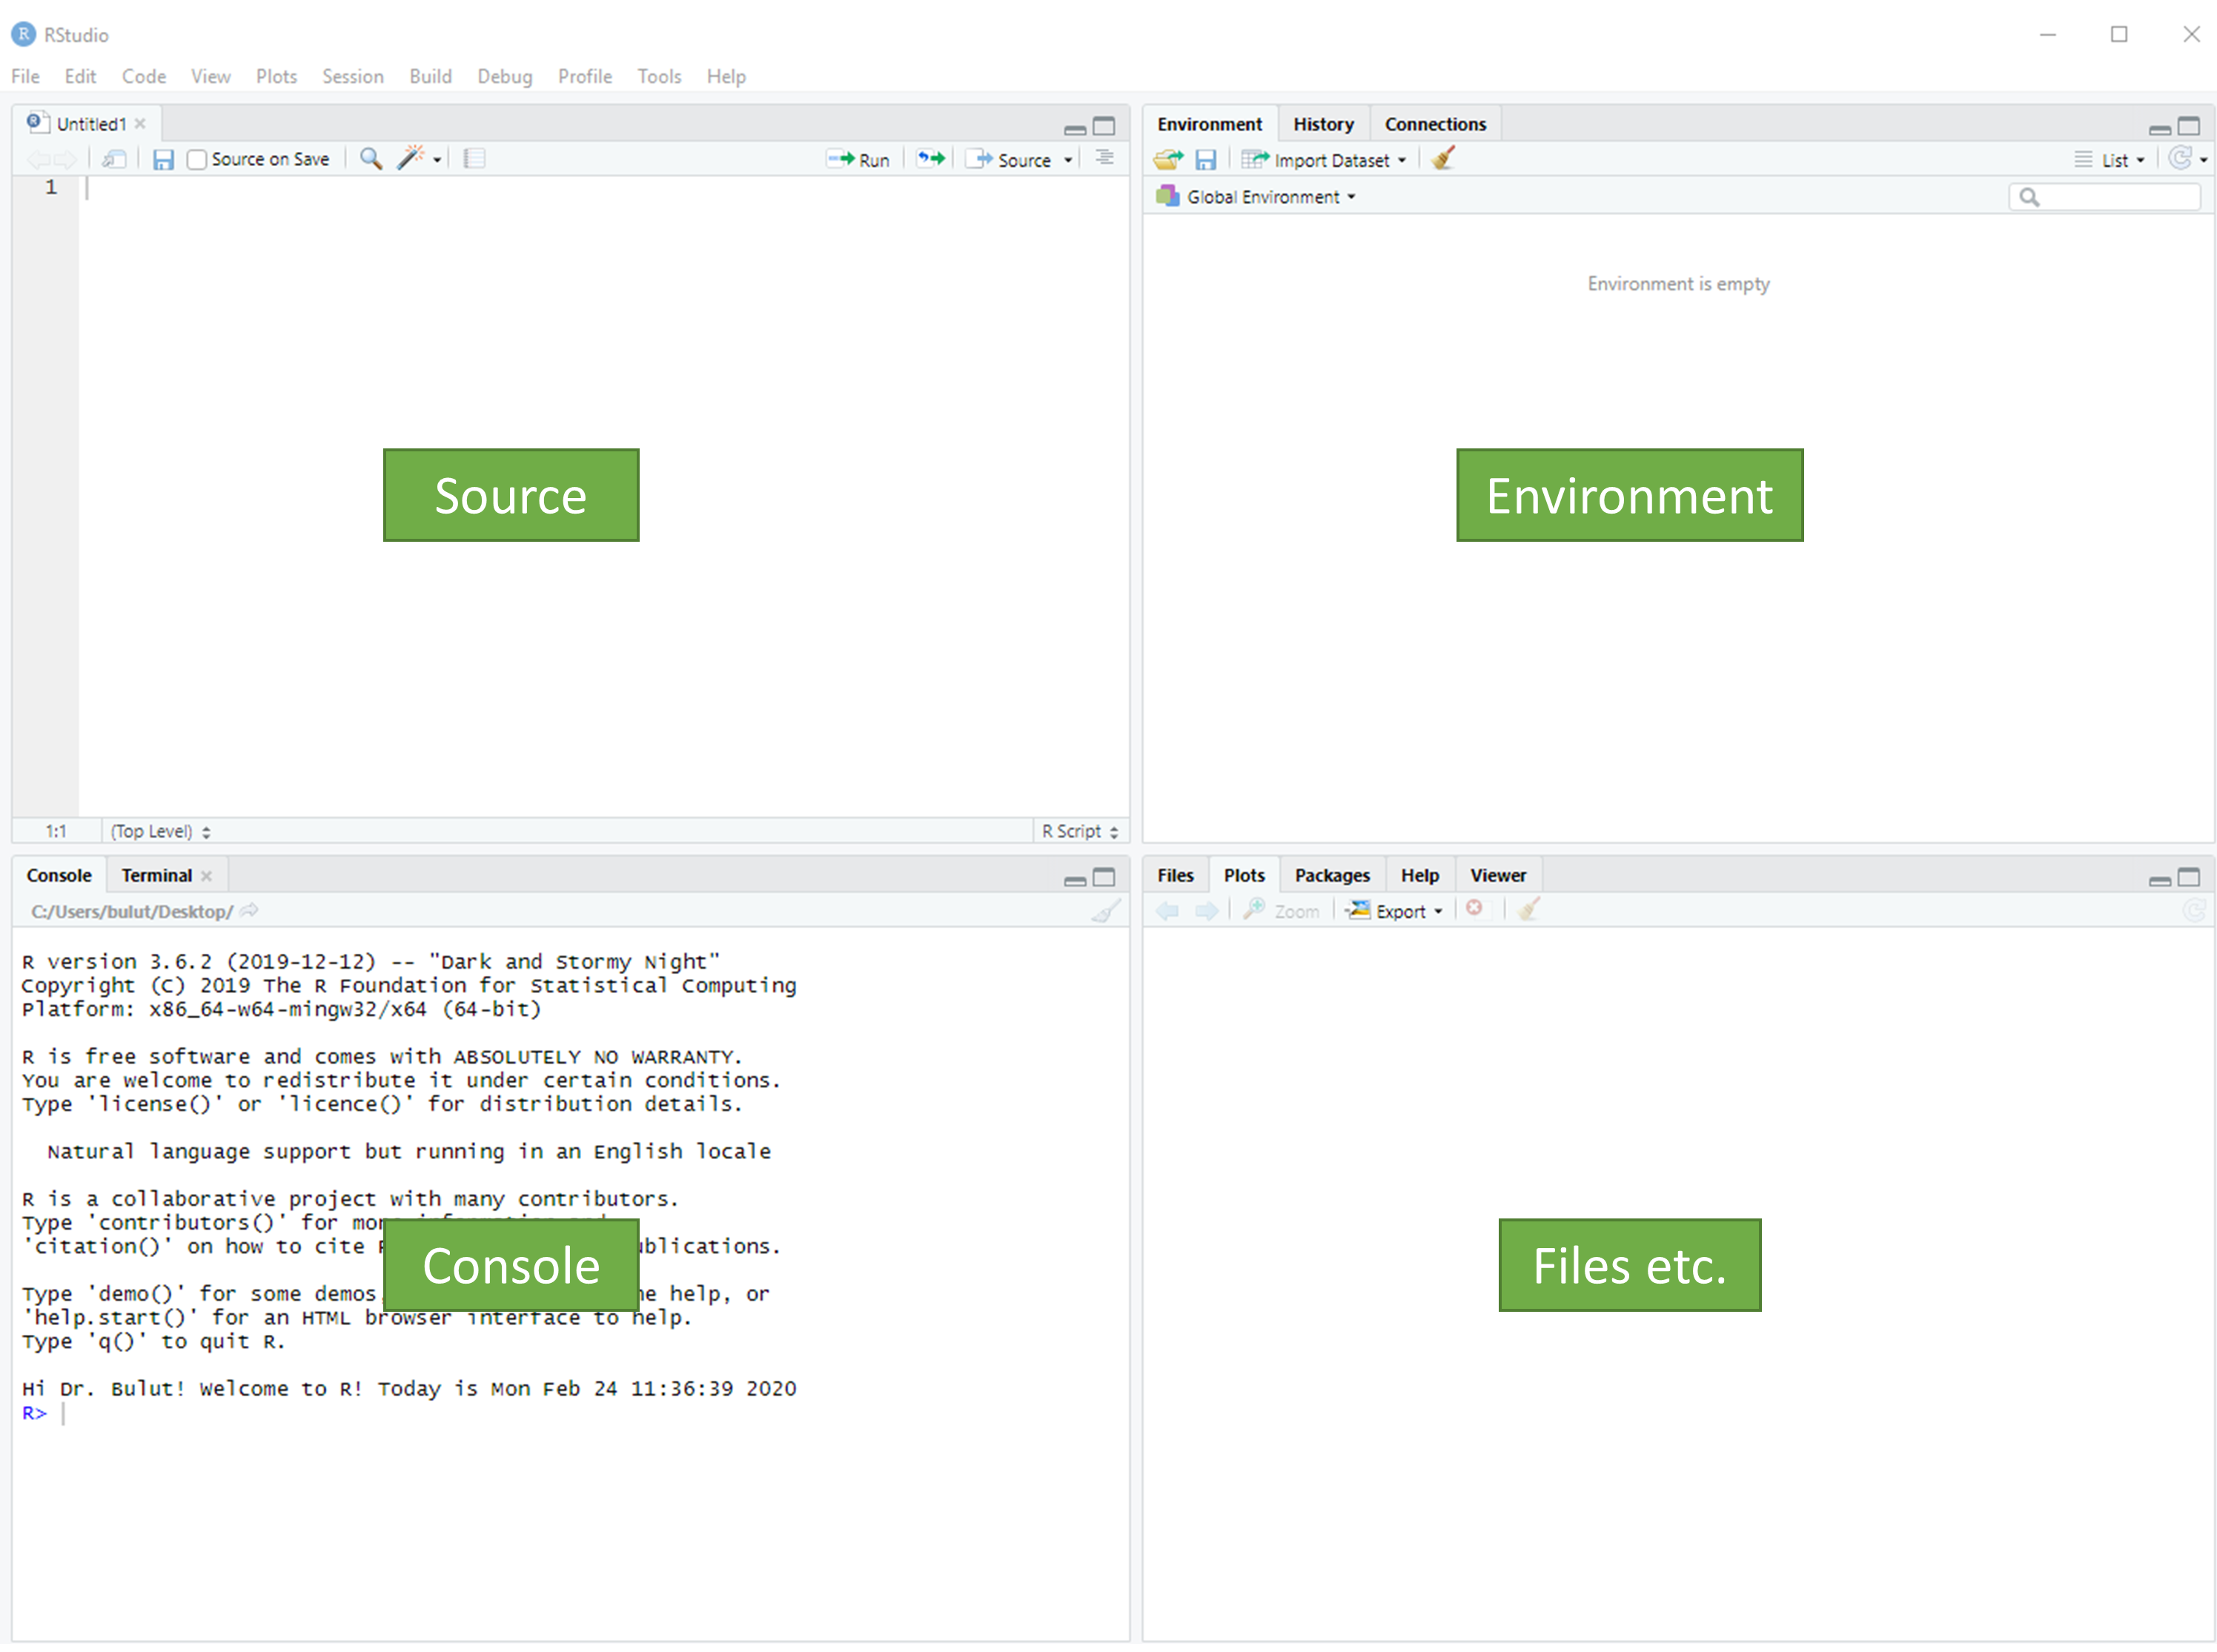 RStudio
File Edit Code View Plots Session Build Debug Profile Tools Help
Untitled1
Source on Save Run Source
1
Source
1:1 (Top Level) R Script
Environment History Connections
Import Dataset List
Global Environment
Environment is empty
Environment
Console Terminal
C:/Users/bulut/Desktop/
R version 3.6.2 (2019-12-12) -- "Dark and Stormy Night"
Copyright (C) 2019 The R Foundation for Statistical Computing
Platform: x86_64-w64-mingw32/x64 (64-bit)
R is free software and comes with ABSOLUTELY NO WARRANTY.
You are welcome to redistribute it under certain conditions.
Type 'license()' or 'licence()' for distribution details.
Natural language support but running in an English locale
R is a collaborative project with many contributors.
Type 'contributors()' for
'citation()' on how to cite
Type 'demo()' for some demos, help, or
'help.start()' for an HTML browser interface to help.
Type 'q()' to quit R.
Console
Hi Dr. Bulut! Welcome to R! Today is Mon Feb 24 11:36:39 2020
R>
Files Plots Packages Help Viewer
Zoom Export
Files etc.